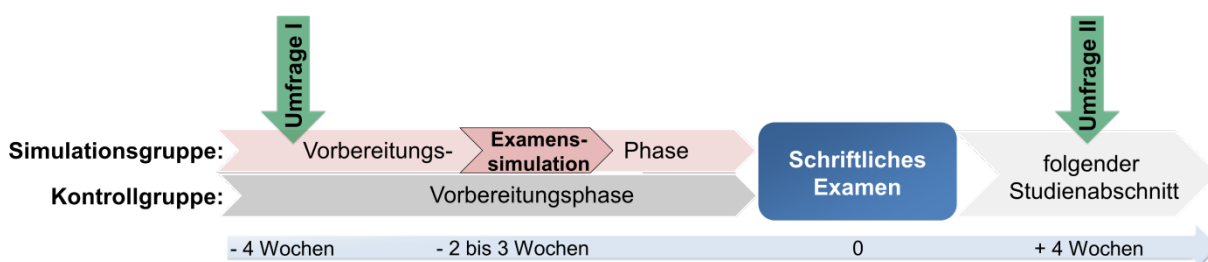 Umfrage I
Umfrage II
Simulationsgruppe:
Vorbereitungs-
Examens-
simulation
Phase
Kontrollgruppe:
Vorbereitungsphase
Schriftliches
Examen
folgender
Studienabschnitt
- 4 Wochen
- 2 bis 3 Wochen
0
+ 4 Wochen